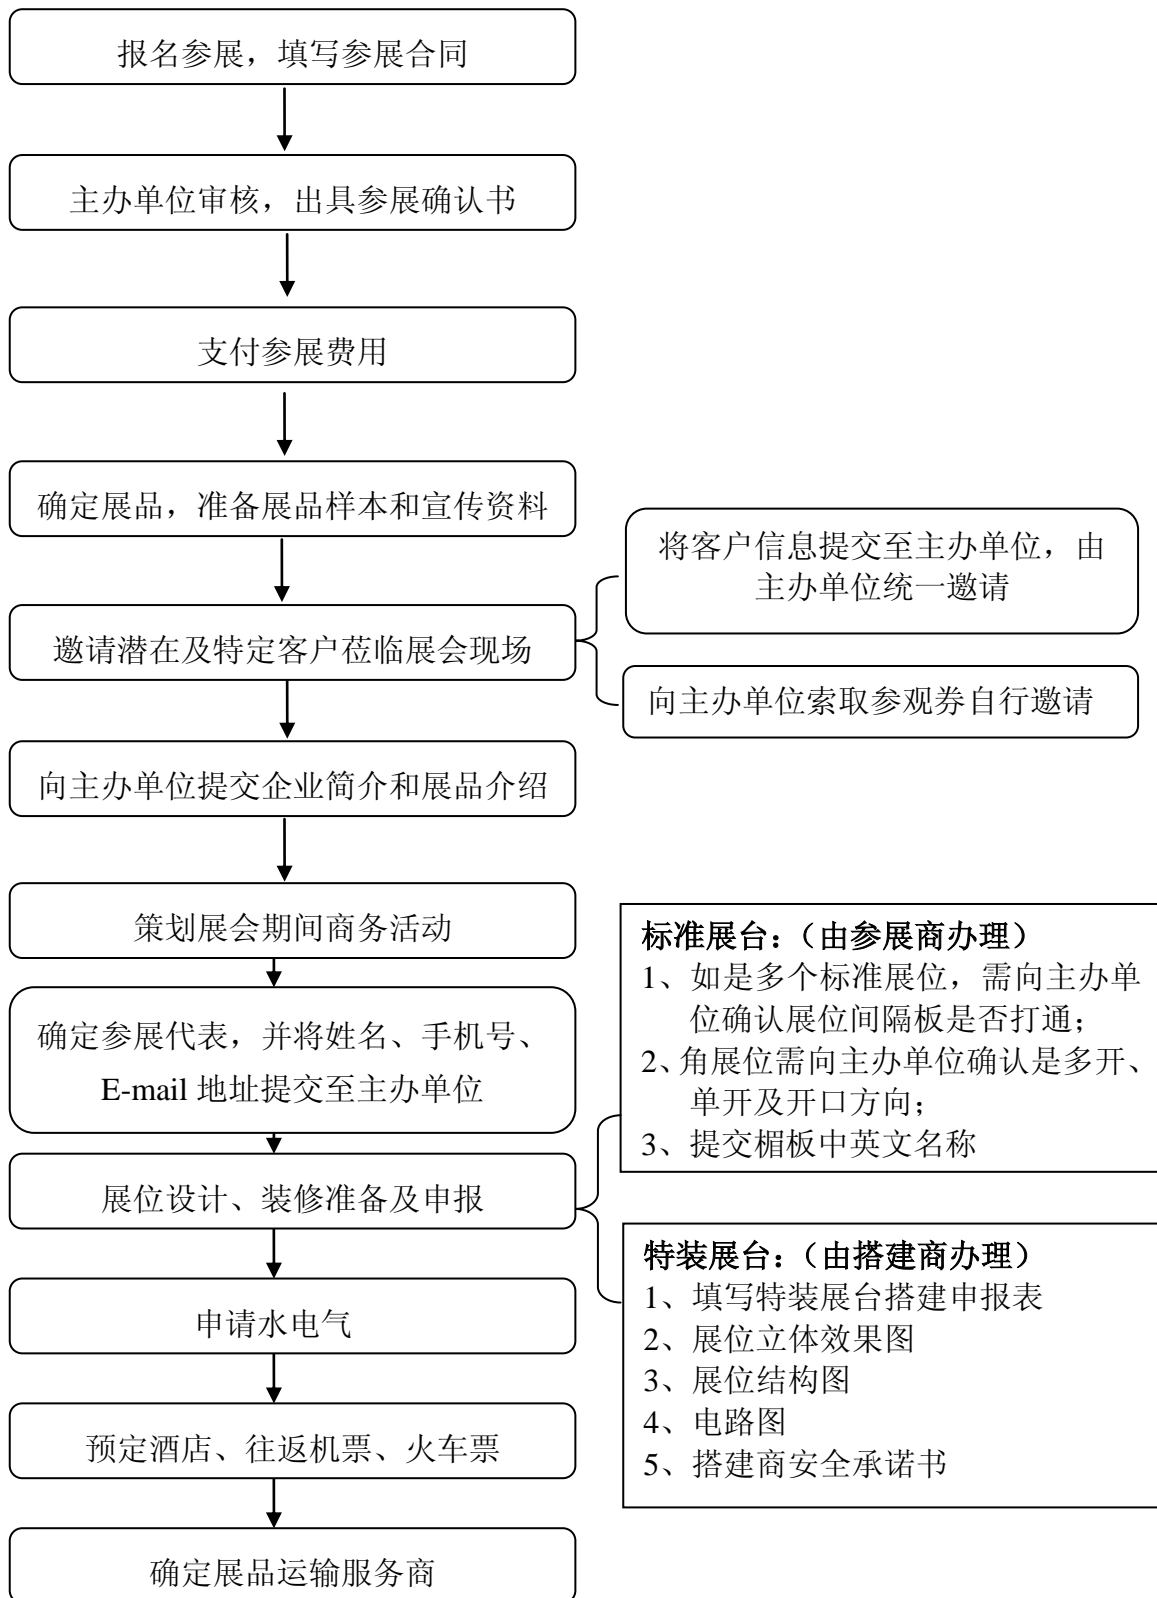 报名参展，填写参展合同
主办单位审核，出具参展确认书
支付参展费用
确定展品，准备展品样本和宣传资料
将客户信息提交至主办单位，由
主办单位统一邀请
邀请潜在及特定客户莅临展会现场
向主办单位索取参观券自行邀请
向主办单位提交企业简介和展品介绍
策划展会期间商务活动
确定参展代表，并将姓名、手机号、
E-mail 地址提交至主办单位
展位设计、装修准备及申报
标准展台：（由参展商办理）
1、如是多个标准展位，需向主办单
位确认展位间隔板是否打通；
2、角展位需向主办单位确认是多开、
单开及开口方向；
3、提交楣板中英文名称
特装展台：（由搭建商办理）
1、填写特装展台搭建申报表
2、展位立体效果图
3、展位结构图
4、电路图
5、搭建商安全承诺书
申请水电气
预定酒店、往返机票、火车票
确定展品运输服务商